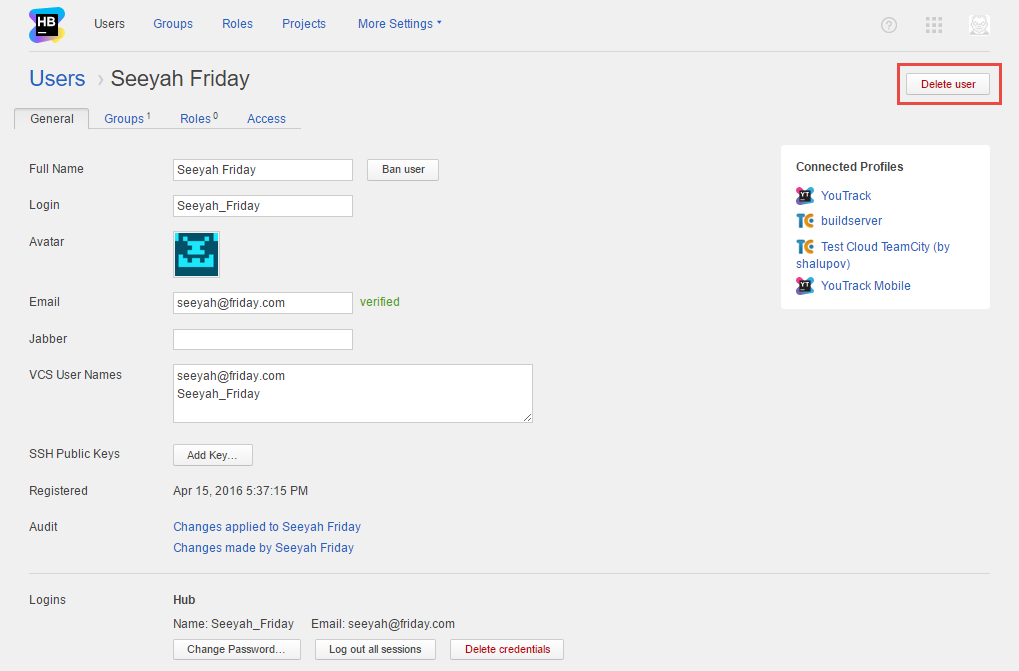 HB
Users Groups Roles Projects More Settings
?
Users › Seeyah Friday
Delete user
General Groups 1 Roles 0 Access
Full Name Seeyah Friday Ban user
Login Seeyah_Friday
Avatar
Email seeyah@friday.com verified
Jabber
VCS User Names seeyah@friday.com
Seeyah_Friday
SSH Public Keys Add Key...
Registered Apr 15, 2016 5:37:15 PM
Audit Changes applied to Seeyah Friday
Changes made by Seeyah Friday
Connected Profiles
YT YouTrack
TC buildserver
TC Test Cloud TeamCity (by
shalupov)
YT YouTrack Mobile
Logins Hub
Name: Seeyah_Friday Email: seeyah@friday.com
Change Password... Log out all sessions Delete credentials